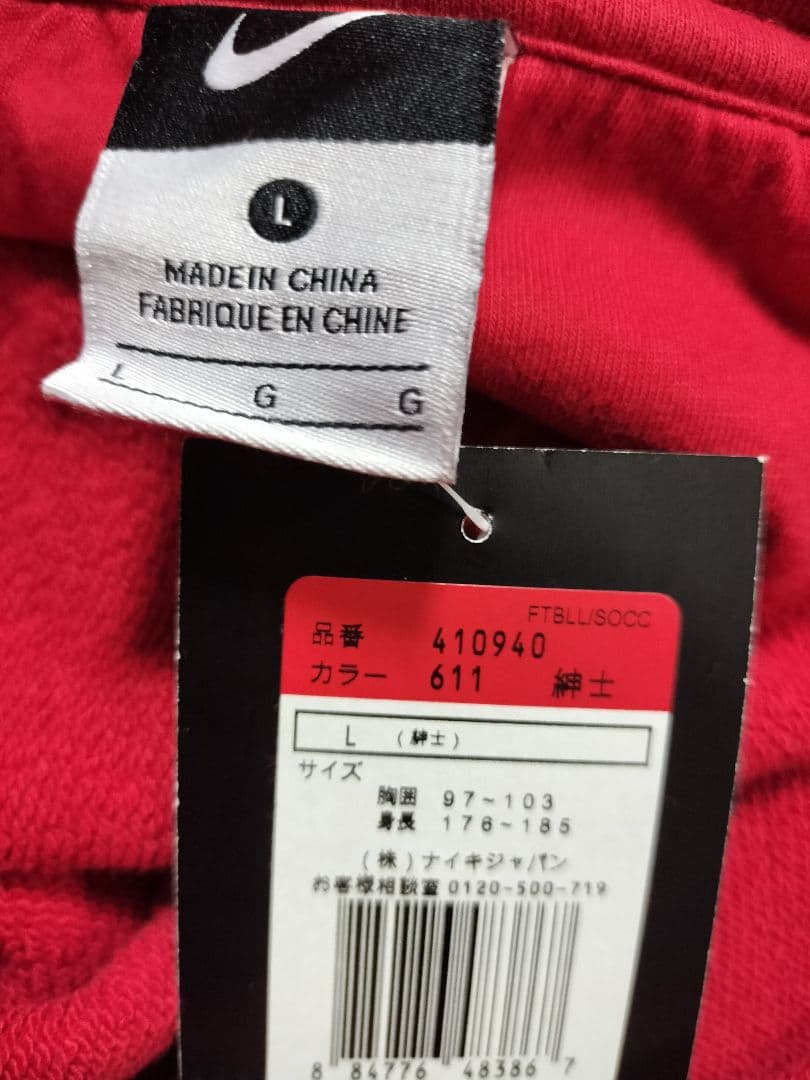 L
MADE IN CHINA
FABRIQUE EN CHINE
L G G
FTBLL/SOCC
品番 410940
カラー 611 紳士
L (紳士)
サイズ
胸囲 97~103
身長 176~185
(株)ナイキジャパン
お客様相談室 0120-500-719
8 84776 48386 7